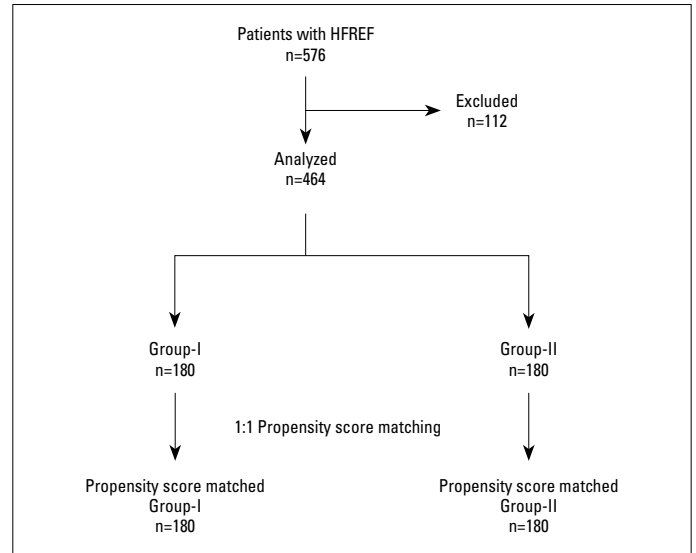 Patients with HFREF
n=576
Excluded
n=112
Analyzed
n=464
Group-I
n=180
Group-II
n=180
1:1 Propensity score matching
Propensity score matched
Group-I
n=180
Propensity score matched
Group-II
n=180